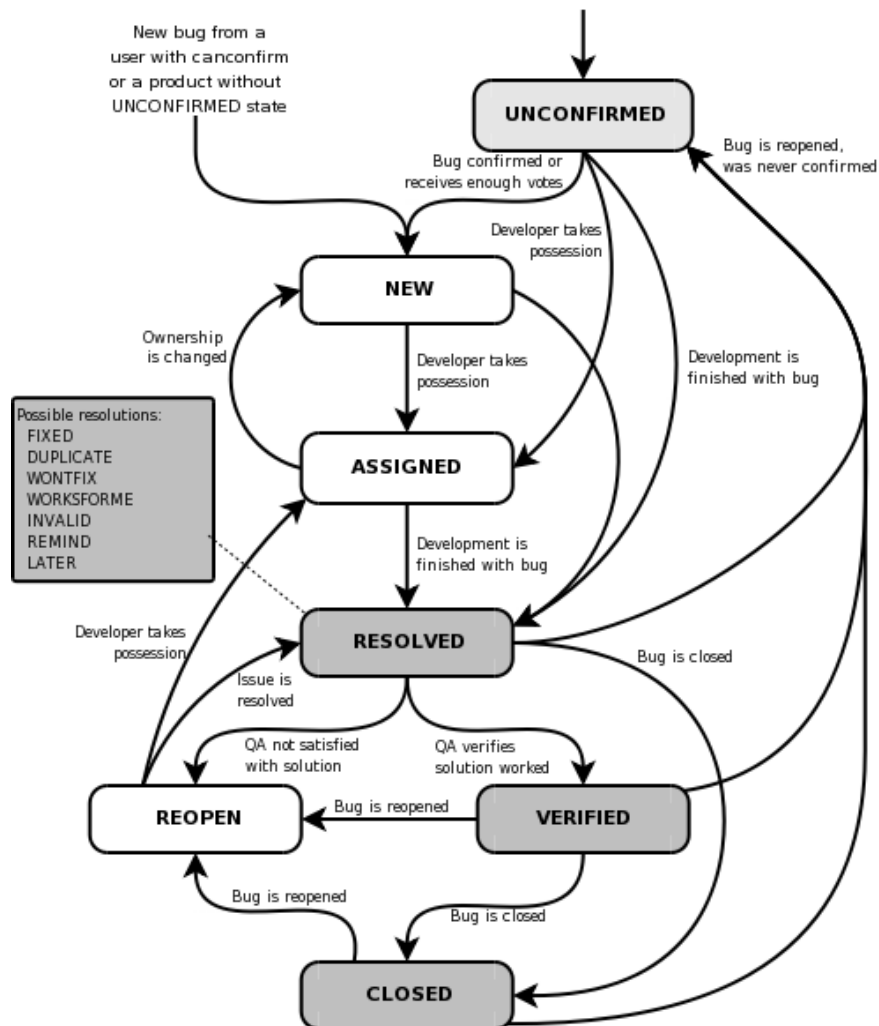 New bug from a
user with canconfirm
or a product without
UNCONFIRMED state
UNCONFIRMED
Bug confirmed or
receives enough votes
Bug is reopened,
was never confirmed
Developer takes
possession
NEW
Ownership
is changed
Developer takes
possession
Development is
finished with bug
Possible resolutions:
FIXED
DUPLICATE
WONTFIX
WORKSFORME
INVALID
REMIND
LATER
ASSIGNED
Development is
finished with bug
Developer takes
possession
RESOLVED
Bug is closed
Issue is
resolved
QA not satisfied
with solution
QA verifies
solution worked
REOPEN
Bug is reopened
VERIFIED
Bug is reopened
Bug is closed
CLOSED